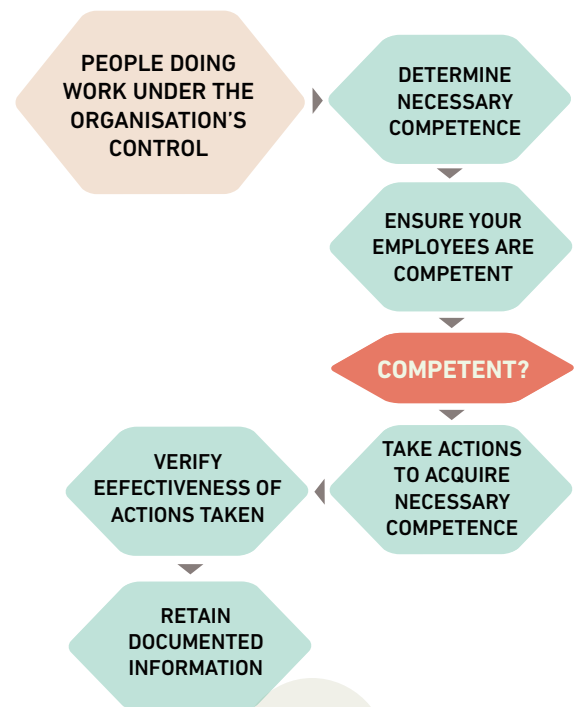 PEOPLE DOING
WORK UNDER THE
ORGANISATION'S
CONTROL
DETERMINE
NECESSARY
COMPETENCE
ENSURE YOUR
EMPLOYEES ARE
COMPETENT
COMPETENT?
TAKE ACTIONS
TO ACQUIRE
NECESSARY
COMPETENCE
VERIFY
EEFECTIVENESS OF
ACTIONS TAKEN
RETAIN
DOCUMENTED
INFORMATION